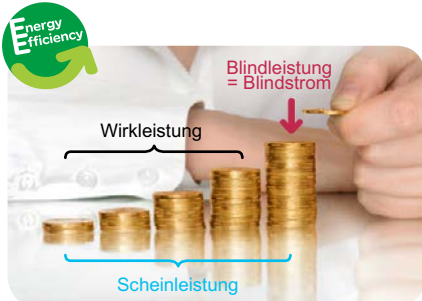 Energy
Efficiency
Blindleistung
= Blindstrom
Wirkleistung
Scheinleistung